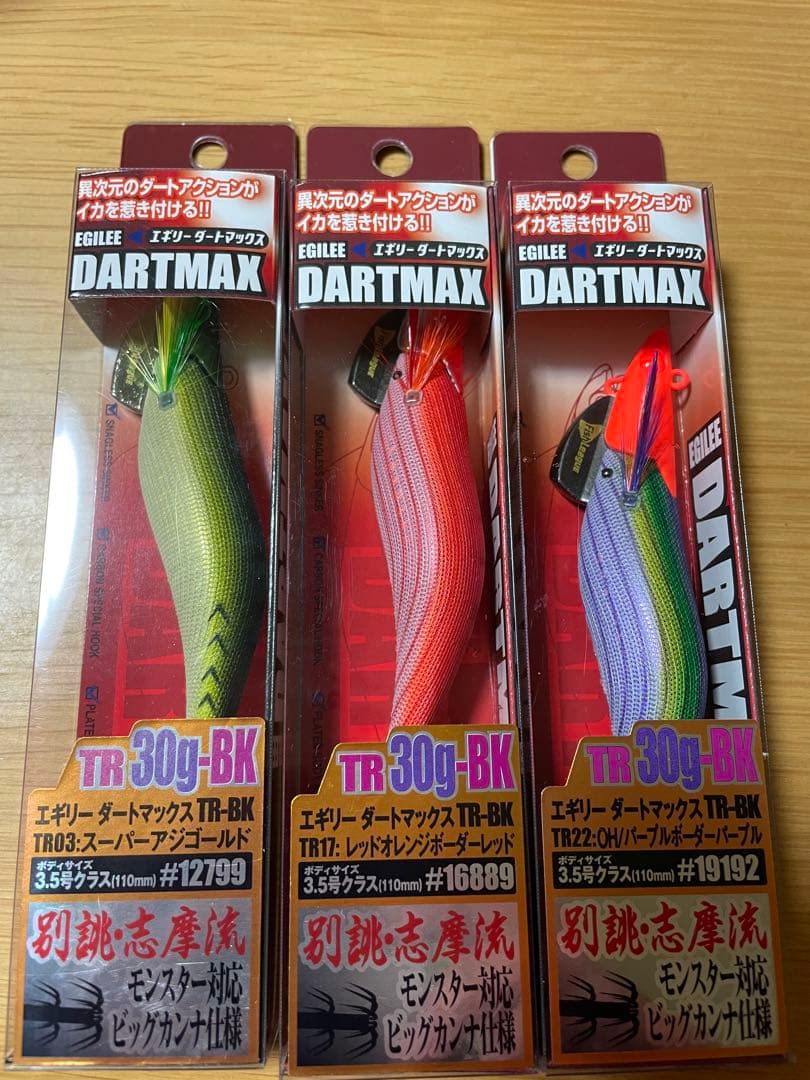 異次元のダートアクションが
イカを惹き付ける!!
EGILEE エギリーダートマックス
DARTMAX
SNAGLESS SINKER
CARBON SPECIAL HOOK
PLATE
TR 30g-BK
エギリー ダートマックス TR-BK
TR03:スーパーアジゴールド
ボディサイズ
3.5号クラス(110mm) #12799
別誂・志摩流
モンスター対応
ビッグカンナ仕様
異次元のダートアクションが
イカを惹き付ける!!
EGILEE エギリーダートマックス
DARTMAX
FishLeague
SNAGLESS SINKER
CARBON SPECIAL HOOK
PLATE
TR 30g-BK
エギリー ダートマックス TR-BK
TR17: レッドオレンジボーダーレッド
ボディサイズ
3.5号クラス(110mm) #16889
別誂・志摩流
モンスター対応
ビッグカンナ仕様
異次元のダートアクションが
イカを惹き付ける!!
EGILEE エギリーダートマックス
DARTMAX
FishLeague
EGILEE
DARTM
TR 30g-BK
エギリー ダートマックス TR-BK
TR22:OH/パープルボーダーパープル
ボディサイズ
3.5号クラス(110mm) #19192
別誂・志摩流
モンスター対応
ビッグカンナ仕様